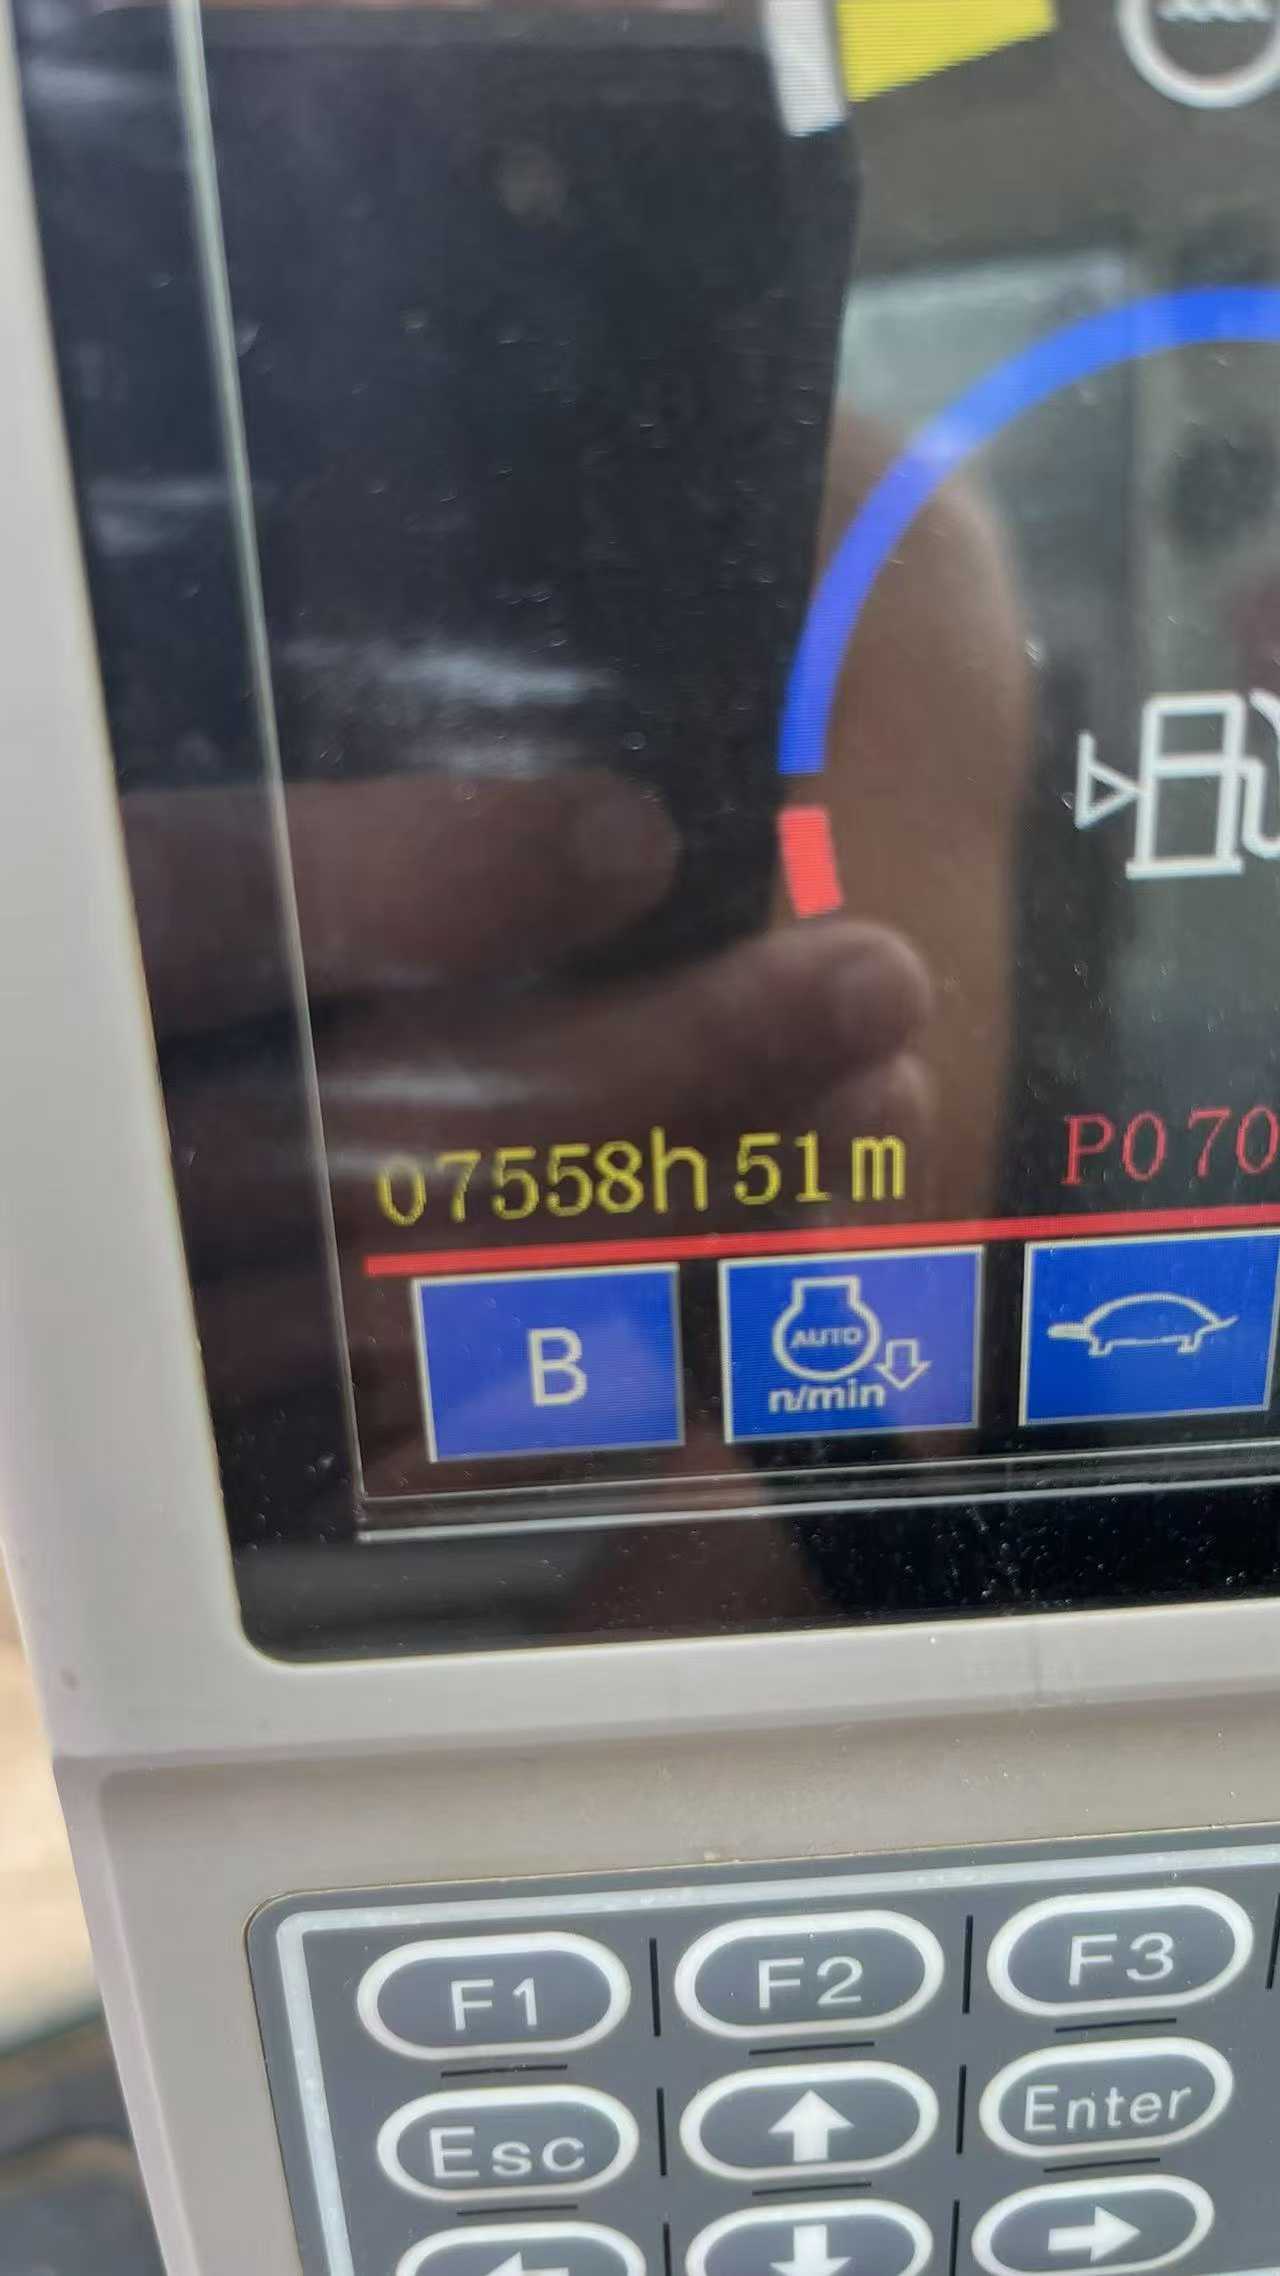 07558h 51m P070
B AUTO n/min
F1 F2 F3
Esc Enter